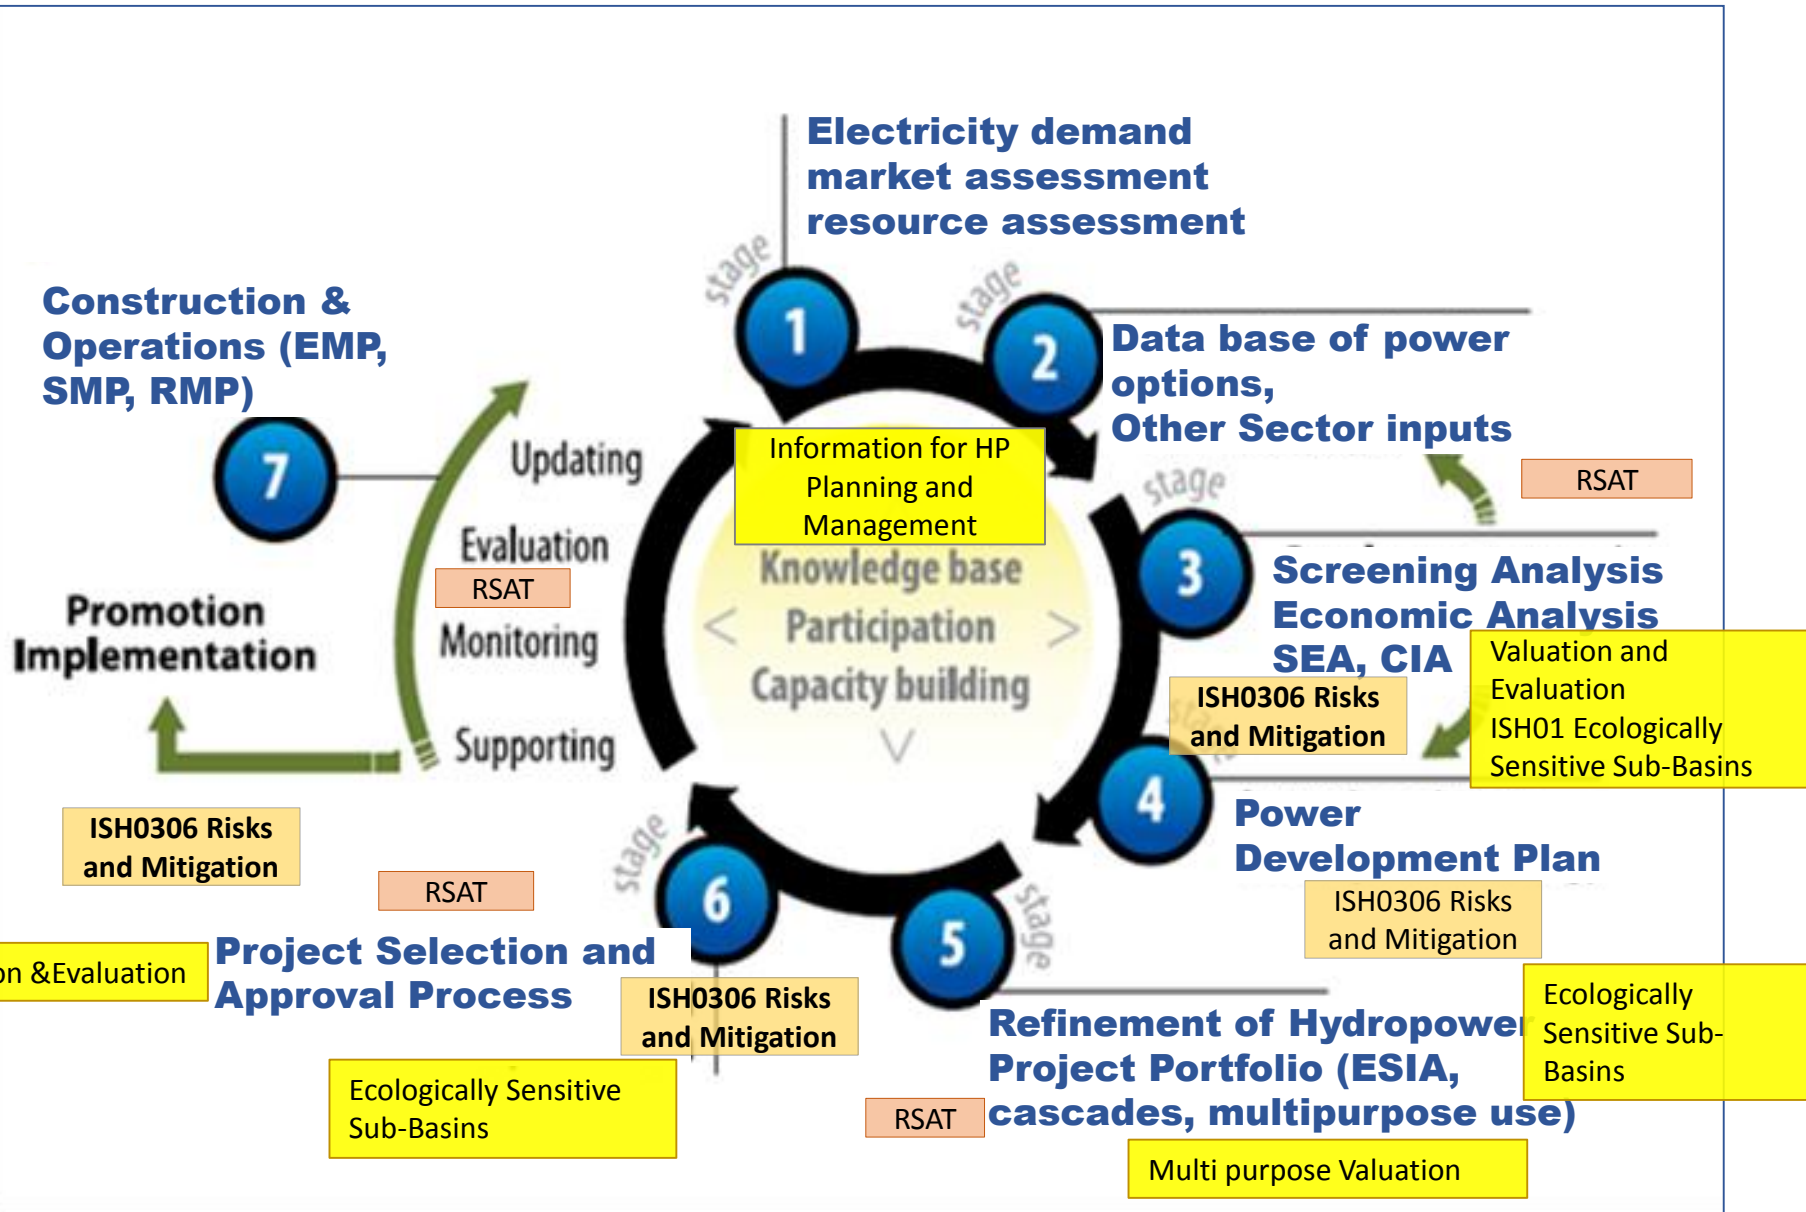 Electricity demand
market assessment
resource assessment
stage
1
stage
2
Data base of power
options,
Other Sector inputs
RSAT
Construction &
Operations (EMP,
SMP, RMP)
7
Updating
Evaluation
RSAT
Monitoring
Supporting
Promotion
Implementation
ISH0306 Risks
and Mitigation
Information for HP
Planning and
Management
Knowledge base
< Participation >
Capacity building
stage
3
Screening Analysis
Economic Analysis
SEA, CIA
Valuation and
Evaluation
ISH01 Ecologically
Sensitive Sub-Basins
ISH0306 Risks
and Mitigation
4
Power
Development Plan
ISH0306 Risks
and Mitigation
Ecologically
Sensitive Sub-
Basins
stage
5
Refinement of Hydropower
Project Portfolio (ESIA,
cascades, multipurpose use)
RSAT
Multi purpose Valuation
stage
6
RSAT
&Evaluation
Project Selection and
Approval Process
ISH0306 Risks
and Mitigation
Ecologically Sensitive
Sub-Basins